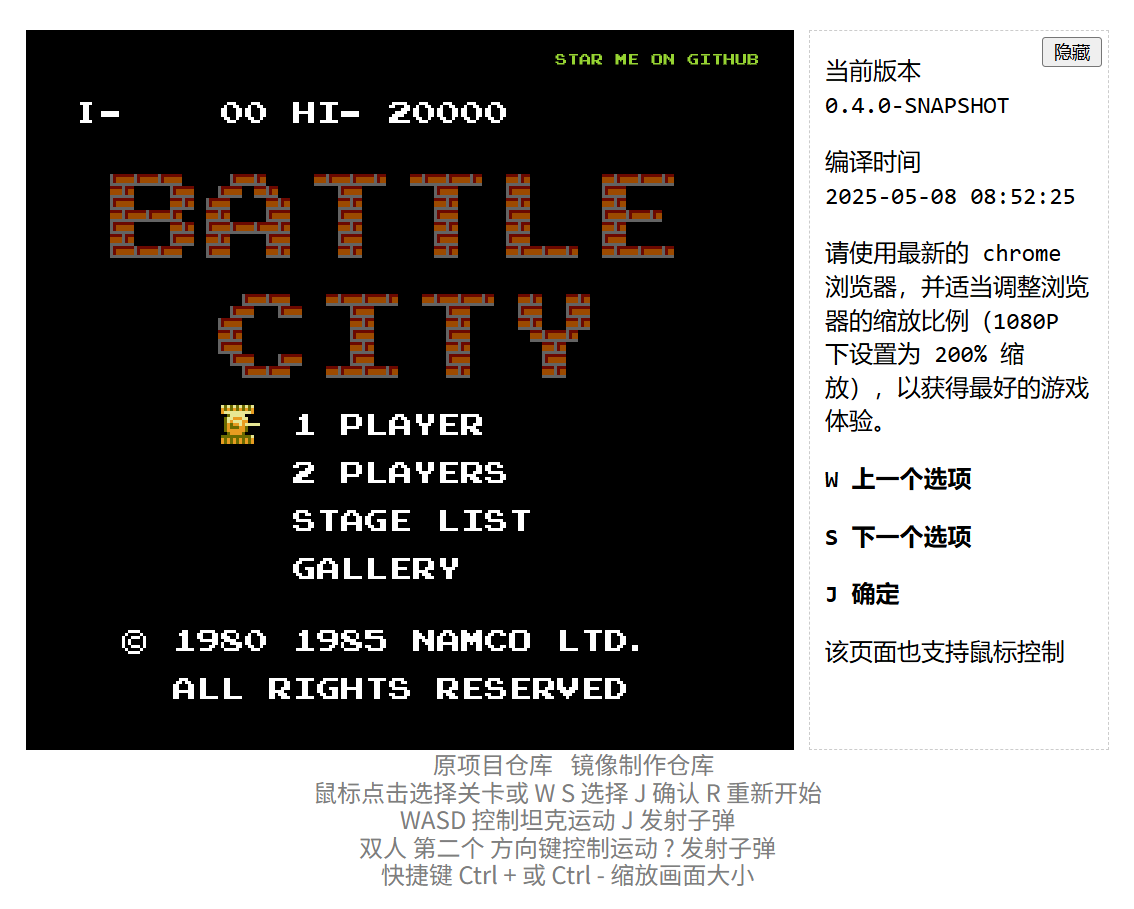 STAR ME ON GITHUB
I- 00 HI- 20000
BATTLE
CITY
1 PLAYER
2 PLAYERS
STAGE LIST
GALLERY
© 1980 1985 NAMCO LTD.
ALL RIGHTS RESERVED
隐藏
当前版本
0.4.0-SNAPSHOT
编译时间
2025-05-08 08:52:25
请使用最新的 chrome
浏览器，并适当调整浏览
器的缩放比例（1080P
下设置为 200% 缩
放），以获得最好的游戏
体验。
W 上一个选项
S 下一个选项
J 确定
该页面也支持鼠标控制
原项目仓库 镜像制作仓库
鼠标点击选择关卡或 W S 选择 J 确认 R 重新开始
WASD 控制坦克运动 J 发射子弹
双人 第二个 方向键控制运动 ? 发射子弹
快捷键 Ctrl + 或 Ctrl - 缩放画面大小